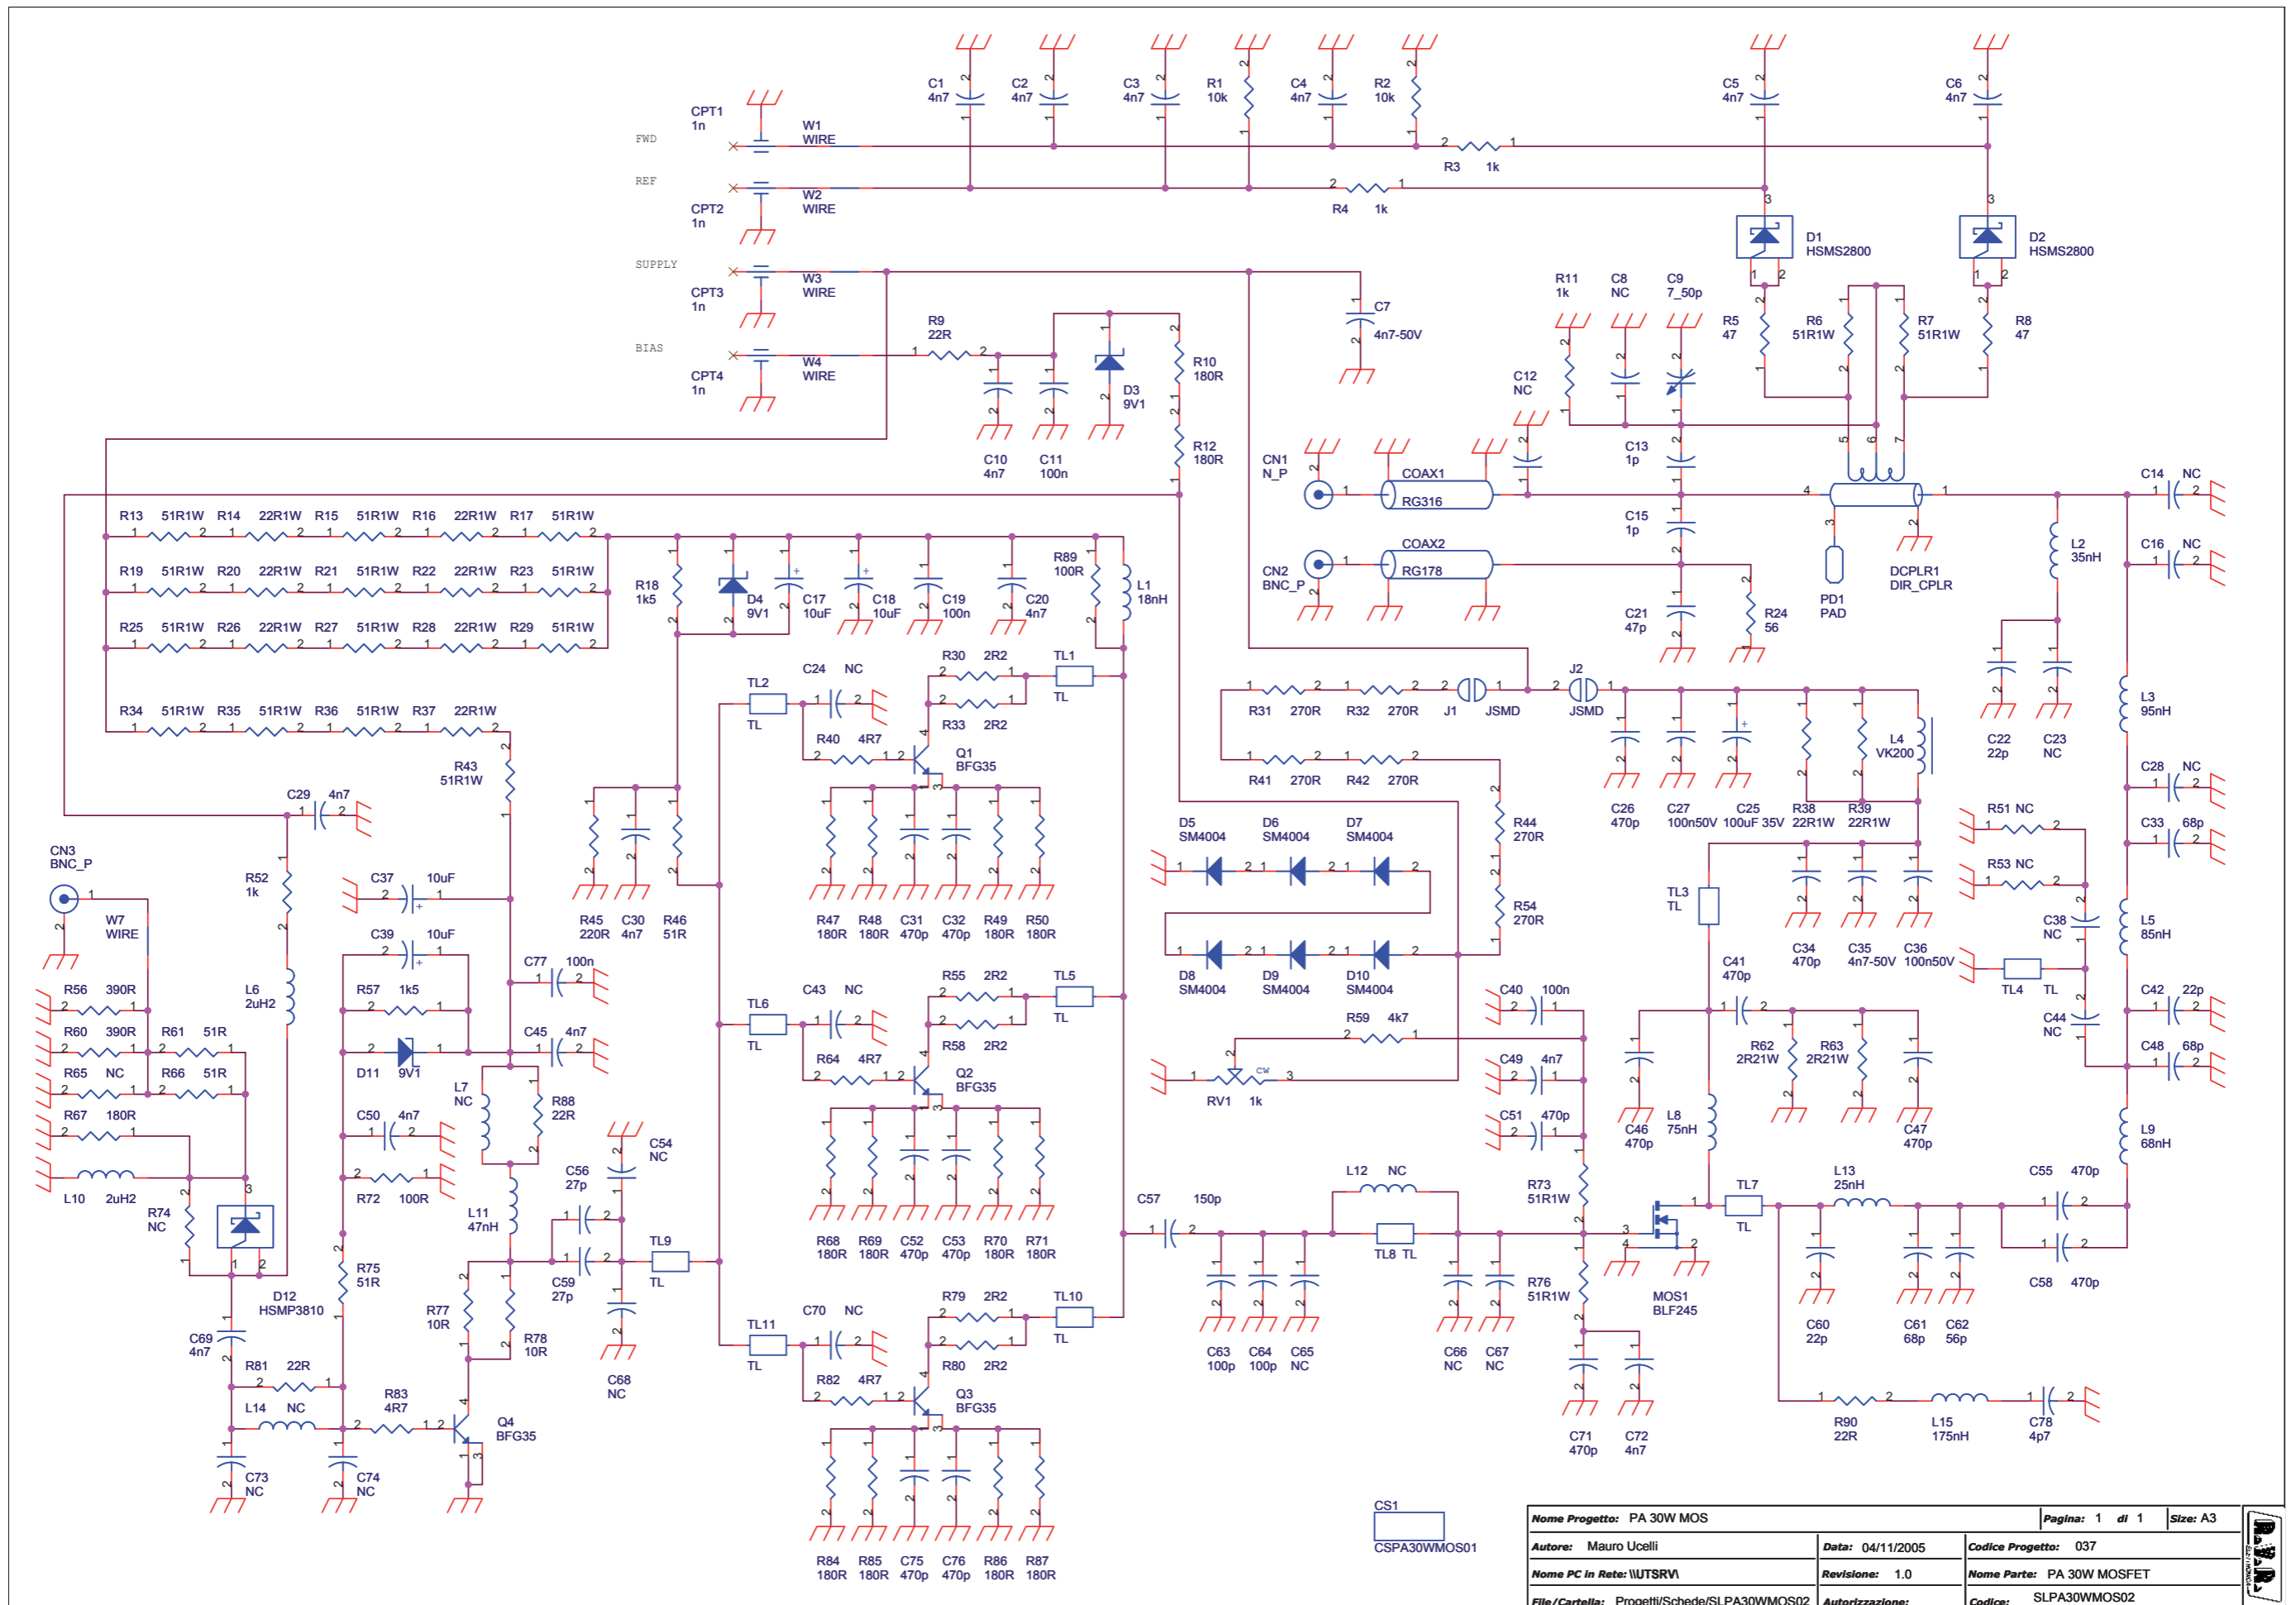 FWD
CPT1
1n
W1
WIRE
C1
4n7
C2
4n7
C3
4n7
R1
10k
C4
4n7
R2
10k
C5
4n7
C6
4n7
R3 1k
REF
CPT2
1n
W2
WIRE
R4 1k
D1
HSMS2800
D2
HSMS2800
SUPPLY
CPT3
1n
W3
WIRE
C7
4n7-50V
BIAS
CPT4
1n
W4
WIRE
R9
22R
C10
4n7
C11
100n
D3
9V1
R10
180R
R12
180R
R11
1k
C8
NC
C9
7_50p
R5
47
R6
51R1W
R7
51R1W
R8
47
C12
NC
C13
1p
CN1
N_P
COAX1
RG316
C15
1p
CN2
BNC_P
COAX2
RG178
C21
47p
R24
56
PD1
PAD
DCPLR1
DIR_CPLR
L2
35nH
C14 NC
C16 NC
C22
22p
C23
NC
L3
95nH
R13 51R1W R14 22R1W R15 51R1W R16 22R1W R17 51R1W
R19 51R1W R20 22R1W R21 51R1W R22 22R1W R23 51R1W
R25 51R1W R26 22R1W R27 51R1W R28 22R1W R29 51R1W
R34 51R1W R35 51R1W R36 51R1W R37 22R1W
R43
51R1W
R18
1k5
D4
9V1
C17
10uF
C18
10uF
C19
100n
C20
4n7
R89
100R
L1
18nH
TL2
TL
C24 NC
R30 2R2
R33 2R2
TL1
TL
R40 4R7
Q1
BFG35
R31 270R R32 270R J1 JSMD
J2
JSMD
R41 270R R42 270R
R44
270R
R54
270R
C26
470p
C27
100n50V
C25
100uF 35V
R38
22R1W
R39
22R1W
L4
VK200
C28 NC
C33 68p
R51 NC
R53 NC
C38
NC
L5
85nH
TL4 TL
C44
NC
C42 22p
C48 68p
L9
68nH
C29 4n7
CN3
BNC_P
R52
1k
W7
WIRE
C37 10uF
C39 10uF
C77 100n
R45
220R
C30
4n7
R46
51R
R47
180R
R48
180R
C31
470p
C32
470p
R49
180R
R50
180R
D5
SM4004
D6
SM4004
D7
SM4004
D8
SM4004
D9
SM4004
D10
SM4004
TL3
TL
C34
470p
C35
4n7-50V
C36
100n50V
C41
470p
R56 390R
R60 390R
R61 51R
R65 NC
R66 51R
R67 180R
L10 2uH2
L6
2uH2
R57 1k5
D11 9V1
C45 4n7
L7
NC
R88
22R
C50 4n7
R72 100R
L11
47nH
TL6
TL
C43 NC
R55 2R2
R58 2R2
TL5
TL
R64 4R7
Q2
BFG35
R59 4k7
RV1 1k
CW
C40 100n
C49 4n7
C51 470p
C46
470p
R62
2R21W
R63
2R21W
C47
470p
L8
75nH
R74
NC
D12
HSMP3810
R75
51R
C54
NC
C56
27p
C59
27p
TL9
TL
C68
NC
R77
10R
R78
10R
R68
180R
R69
180R
C52
470p
C53
470p
R70
180R
R71
180R
C57 150p
L12 NC
TL8 TL
R73
51R1W
R76
51R1W
MOS1
BLF245
TL7
TL
L13
25nH
C55 470p
C58 470p
C60
22p
C61
68p
C62
56p
C69
4n7
R81 22R
L14 NC
R83
4R7
Q4
BFG35
C73
NC
C74
NC
TL11
TL
C70 NC
R79 2R2
R80 2R2
TL10
TL
R82 4R7
Q3
BFG35
C63
100p
C64
100p
C65
NC
C66
NC
C67
NC
C71
470p
C72
4n7
R90
22R
L15
175nH
C78
4p7
R84
180R
R85
180R
C75
470p
C76
470p
R86
180R
R87
180R
CS1
CSPA30WMOS01
Nome Progetto: PA 30W MOS Pagina: 1 di 1 Size: A3
Autore: Mauro Ucelli Data: 04/11/2005 Codice Progetto: 037
Nome PC in Rete: \\UTSRV\ Revisione: 1.0 Nome Parte: PA 30W MOSFET
File/Cartella: Progetti/Schede/SLPA30WMOS02 Autorizzazione: Codice: SLPA30WMOS02
R.V.R.